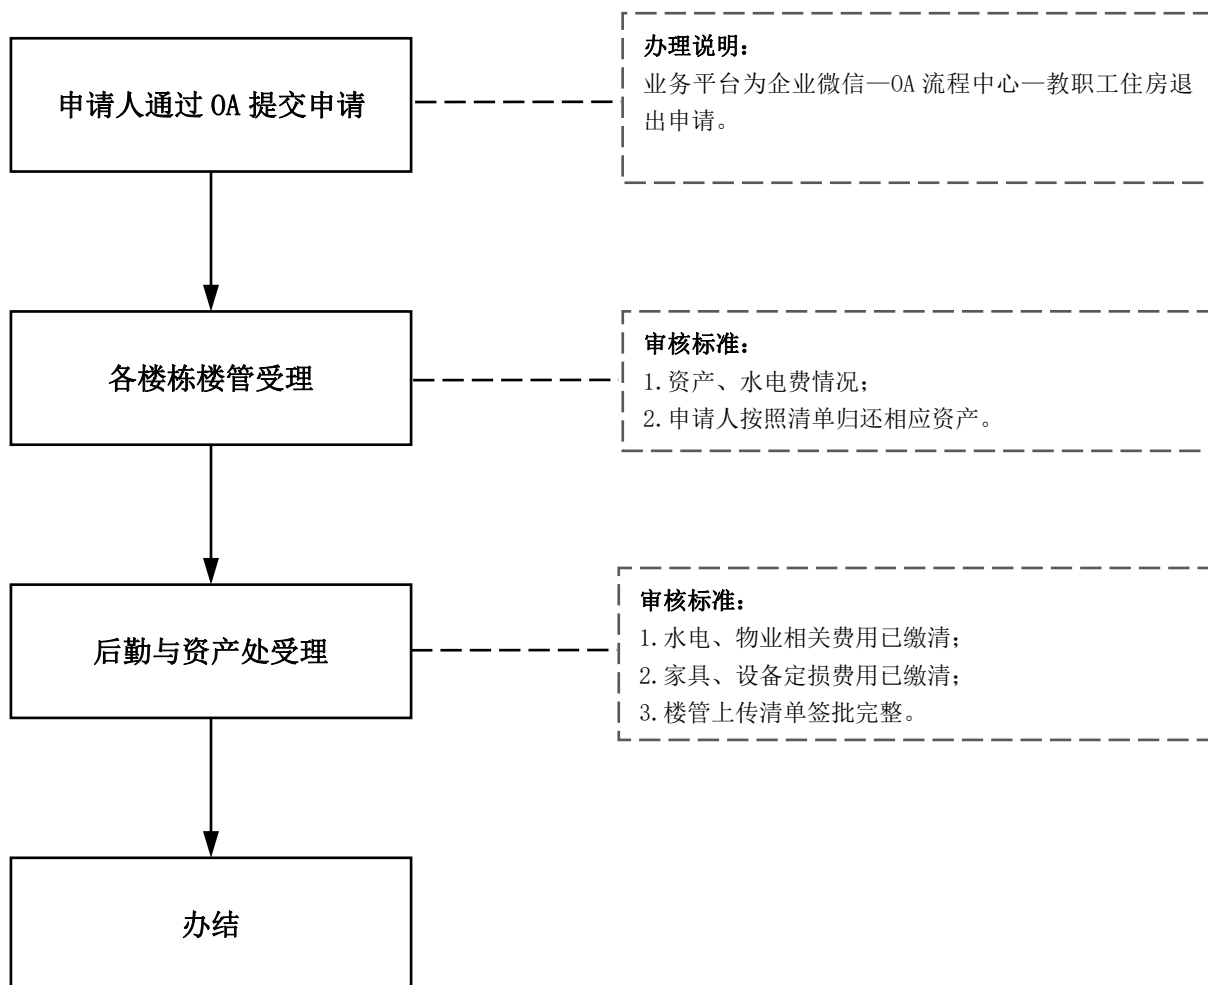 申请人通过 OA 提交申请
办理说明：
业务平台为企业微信—OA 流程中心—教职工住房退
出申请。
各楼栋楼管受理
审核标准：
1.资产、水电费情况；
2.申请人按照清单归还相应资产。
后勤与资产处受理
审核标准：
1.水电、物业相关费用已缴清；
2.家具、设备定损费用已缴清；
3.楼管上传清单签批完整。
办结